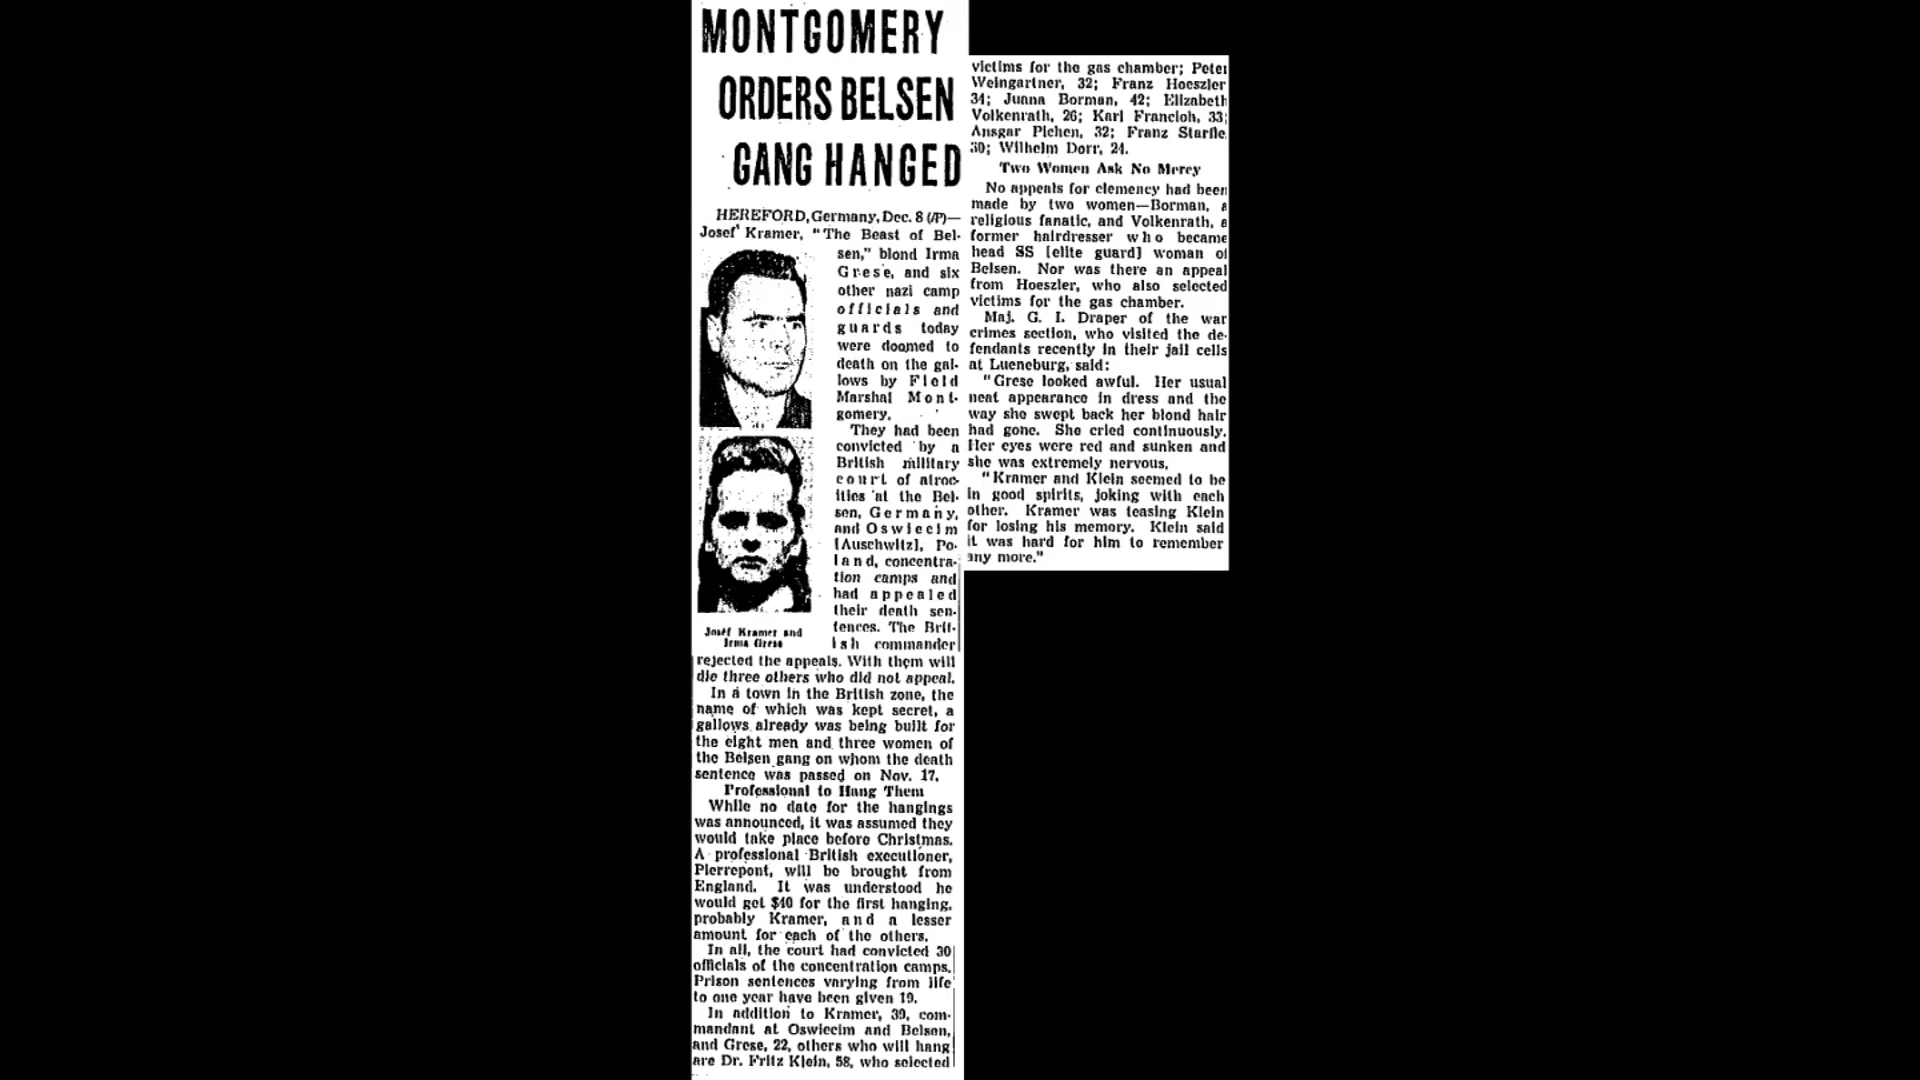 MONTGOMERY
ORDERS BELSEN
GANG HANGED
HEREFORD, Germany, Dec. 8 (AP)—
Josef Kramer, "The Beast of Bel-
sen," blond Irma
Grese, and six
other nazi camp
officials and
guards today
were doomed to
death on the gal-
lows by Field
Marshal Mont-
gomery.
They had been
convicted by a
British military
court of atroc-
ities at the Bel-
sen, Germany,
and Oswiecim
[Auschwitz], Po-
land, concentra-
tion camps and
had appealed
their death sen-
tences. The Brit-
ish commander
Josef Kramer and
Irma Grese
rejected the appeals. With them will
die three others who did not appeal.
In a town in the British zone, the
name of which was kept secret, a
gallows already was being built for
the eight men and three women of
the Belsen gang on whom the death
sentence was passed on Nov. 17.
Professional to Hang Them
While no date for the hangings
was announced, it was assumed they
would take place before Christmas.
A professional British executioner,
Pierrepont, will be brought from
England. It was understood he
would get $40 for the first hanging,
probably Kramer, and a lesser
amount for each of the others.
In all, the court had convicted 30
officials of the concentration camps.
Prison sentences varying from life
to one year have been given 19.
In addition to Kramer, 39, com-
mandant at Oswiecim and Belsen,
and Grese, 22, others who will hang
are Dr. Fritz Klein, 58, who selected
victims for the gas chamber; Peter
Weingartner, 32; Franz Hoeszler
34; Juana Borman, 42; Elizabeth
Volkenrath, 26; Karl Francioh, 33;
Ansgar Pichen, 32; Franz Starfle,
30; Wilhelm Dorr, 24.
Two Women Ask No Mercy
No appeals for clemency had been
made by two women—Borman, a
religious fanatic, and Volkenrath, a
former hairdresser who became
head SS [elite guard] woman of
Belsen. Nor was there an appeal
from Hoeszler, who also selected
victims for the gas chamber.
Maj. G. I. Draper of the war
crimes section, who visited the de-
fendants recently in their jail cells
at Lueneburg, said:
"Grese looked awful. Her usual
neat appearance in dress and the
way she swept back her blond hair
had gone. She cried continuously.
Her eyes were red and sunken and
she was extremely nervous.
"Kramer and Klein seemed to be
in good spirits, joking with each
other. Kramer was teasing Klein
for losing his memory. Klein said
it was hard for him to remember
any more."